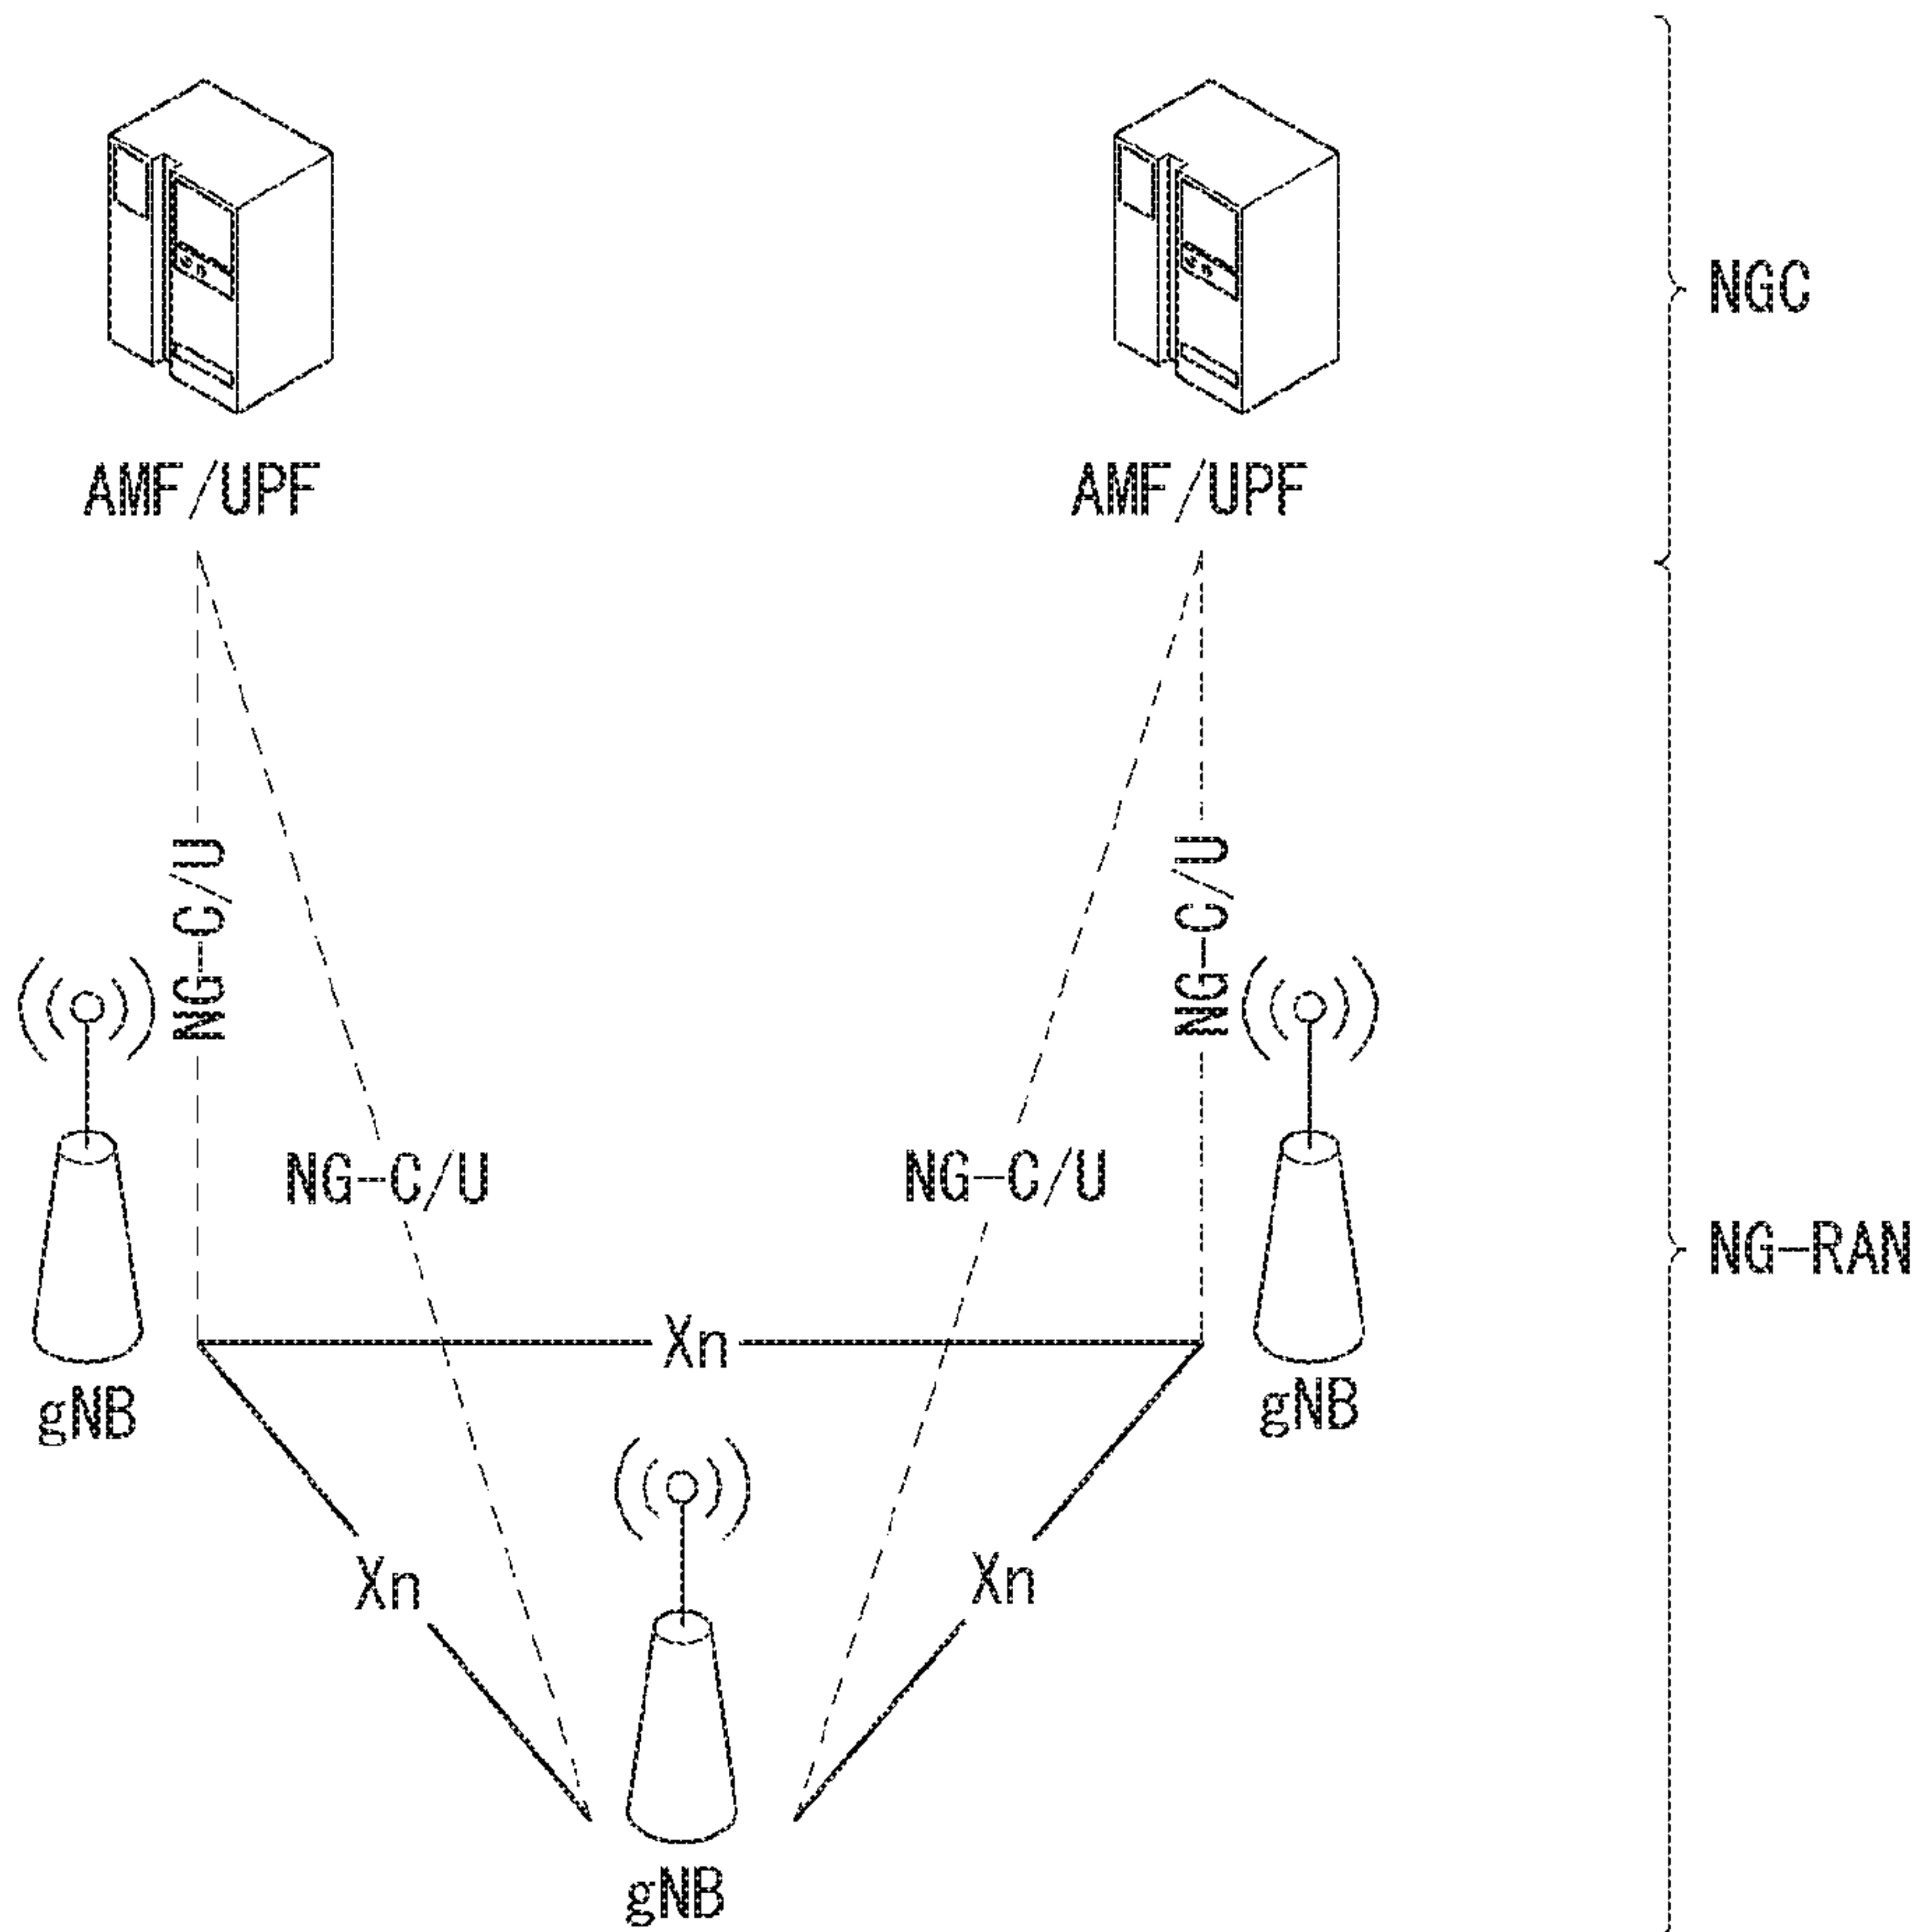 NGC
AMF/UPF
AMF/UPF
NG-C/U
NG-C/U
NG-C/U
NG-C/U
NG-RAN
Xn
gNB
gNB
Xn
Xn
gNB